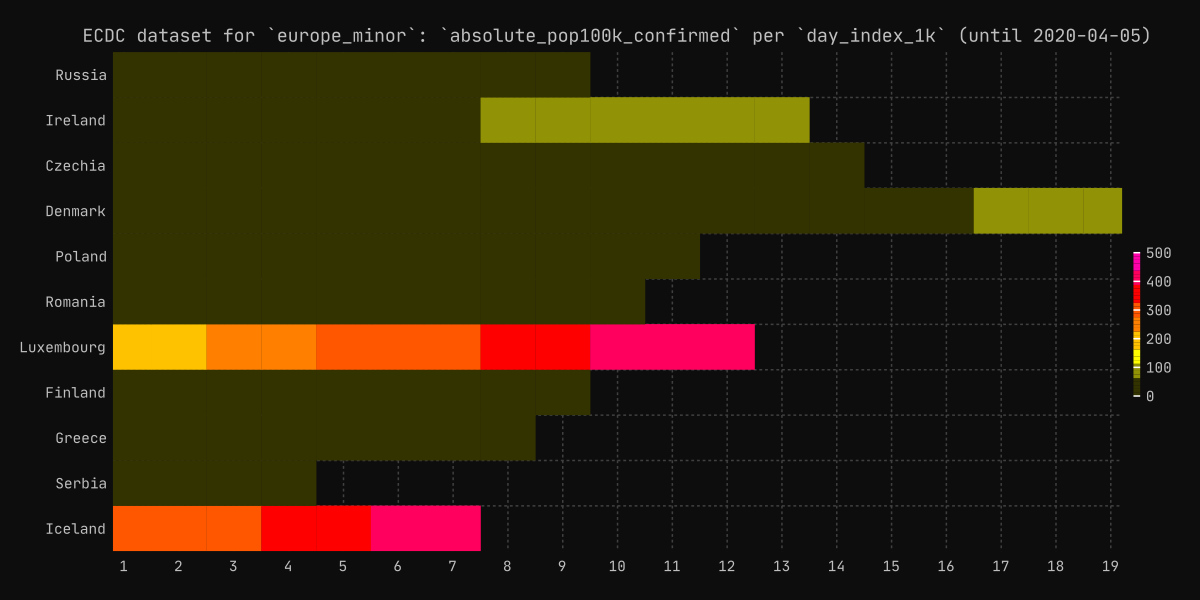 ECDC dataset for `europe_minor`: `absolute_pop100k_confirmed` per `day_index_1k` (until 2020-04-05)
Russia
Ireland
Czechia
Denmark
Poland
Romania
Luxembourg
Finland
Greece
Serbia
Iceland
500
400
300
200
100
0
1 2 3 4 5 6 7 8 9 10 11 12 13 14 15 16 17 18 19